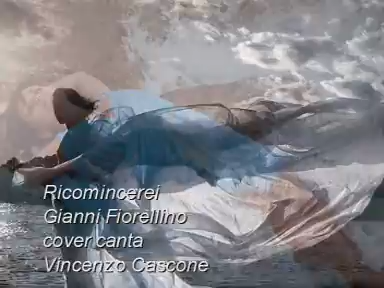 Ricomincerei
Gianni Fiorellino
cover canta
Vincenzo Cascone